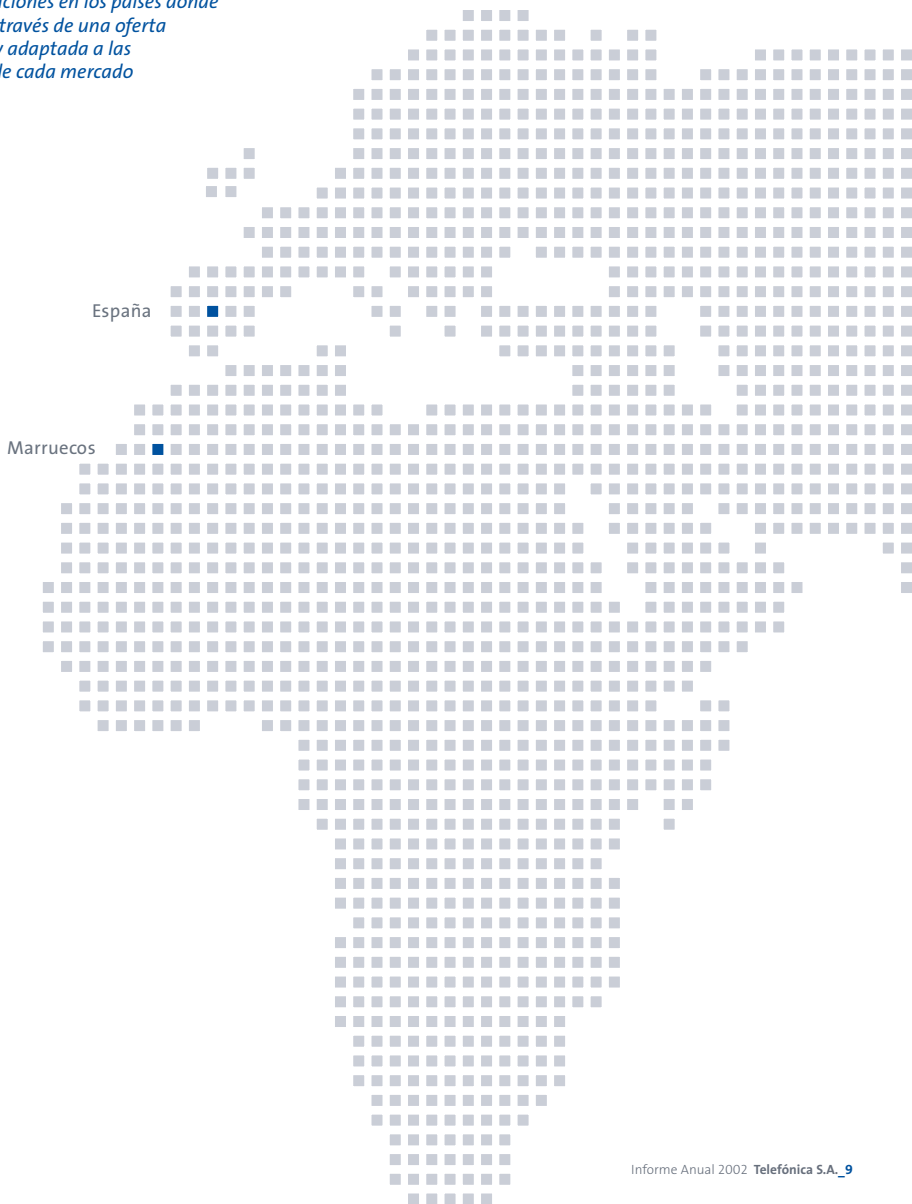 ciones en los países donde
través de una oferta
y adaptada a las
de cada mercado
España
Marruecos
Informe Anual 2002 Telefónica S.A._9